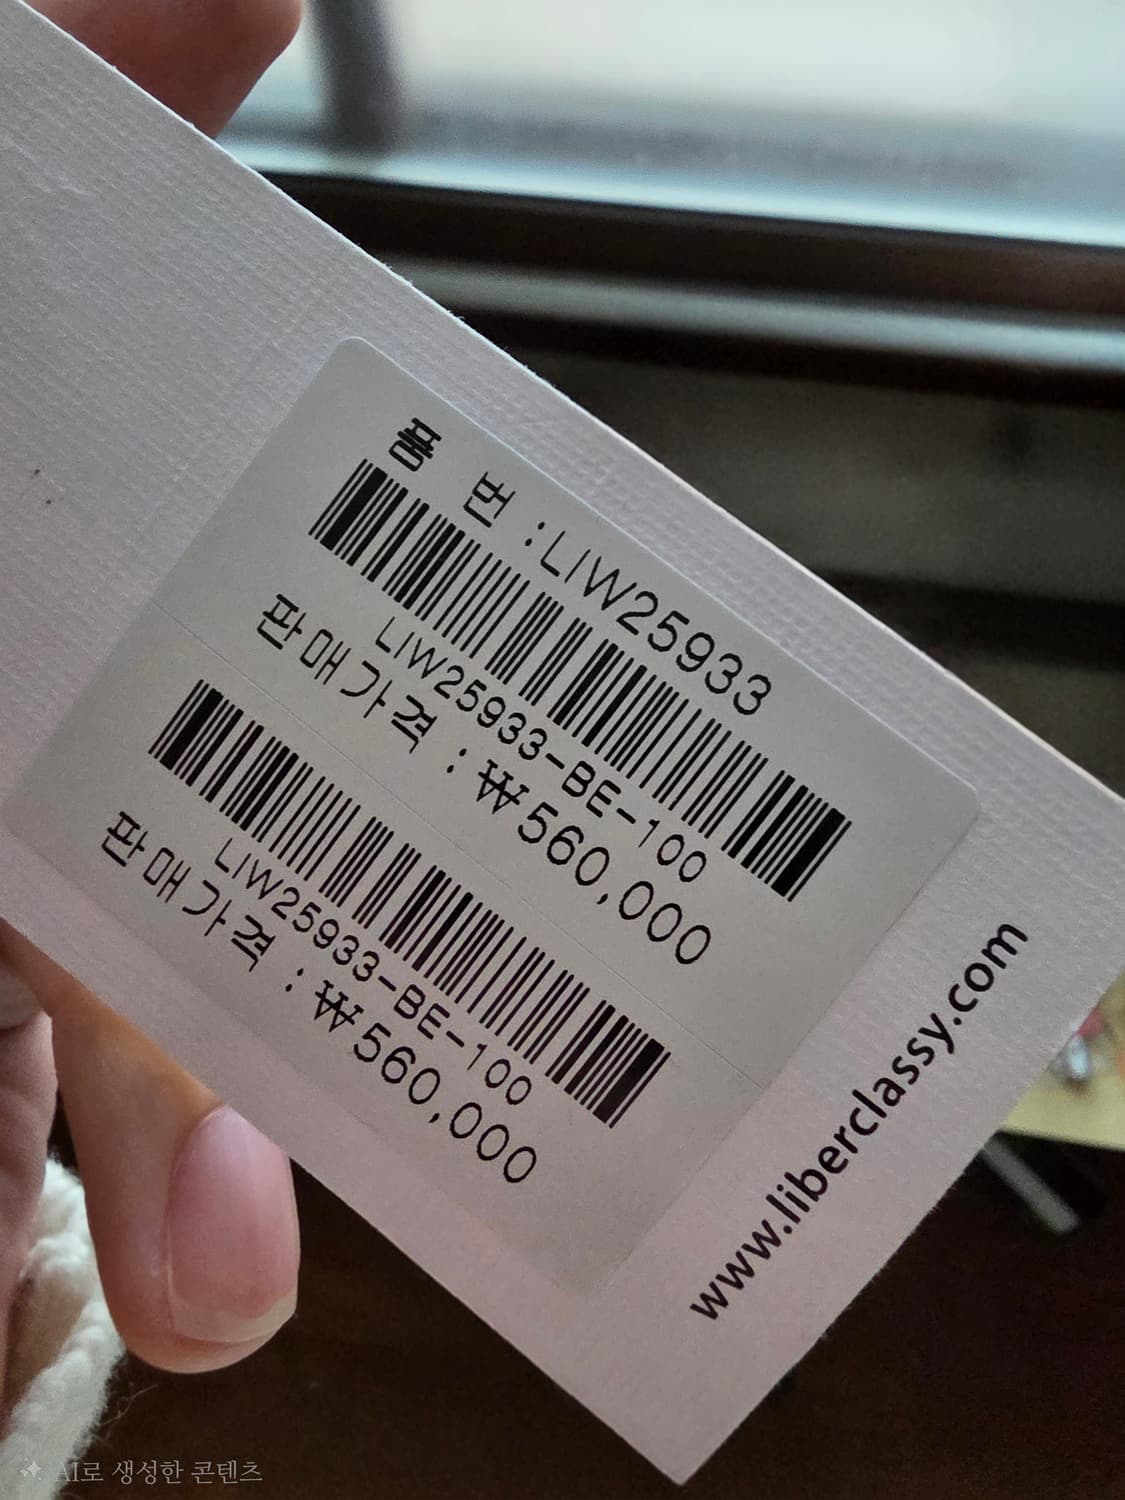 품 번 :LIW25933
LIW25933-BE-100
판매가격 :₩560,000
LIW25933-BE-100
판매가격 :₩560,000
www.liberclassy.com
AI로 생성한 콘텐츠